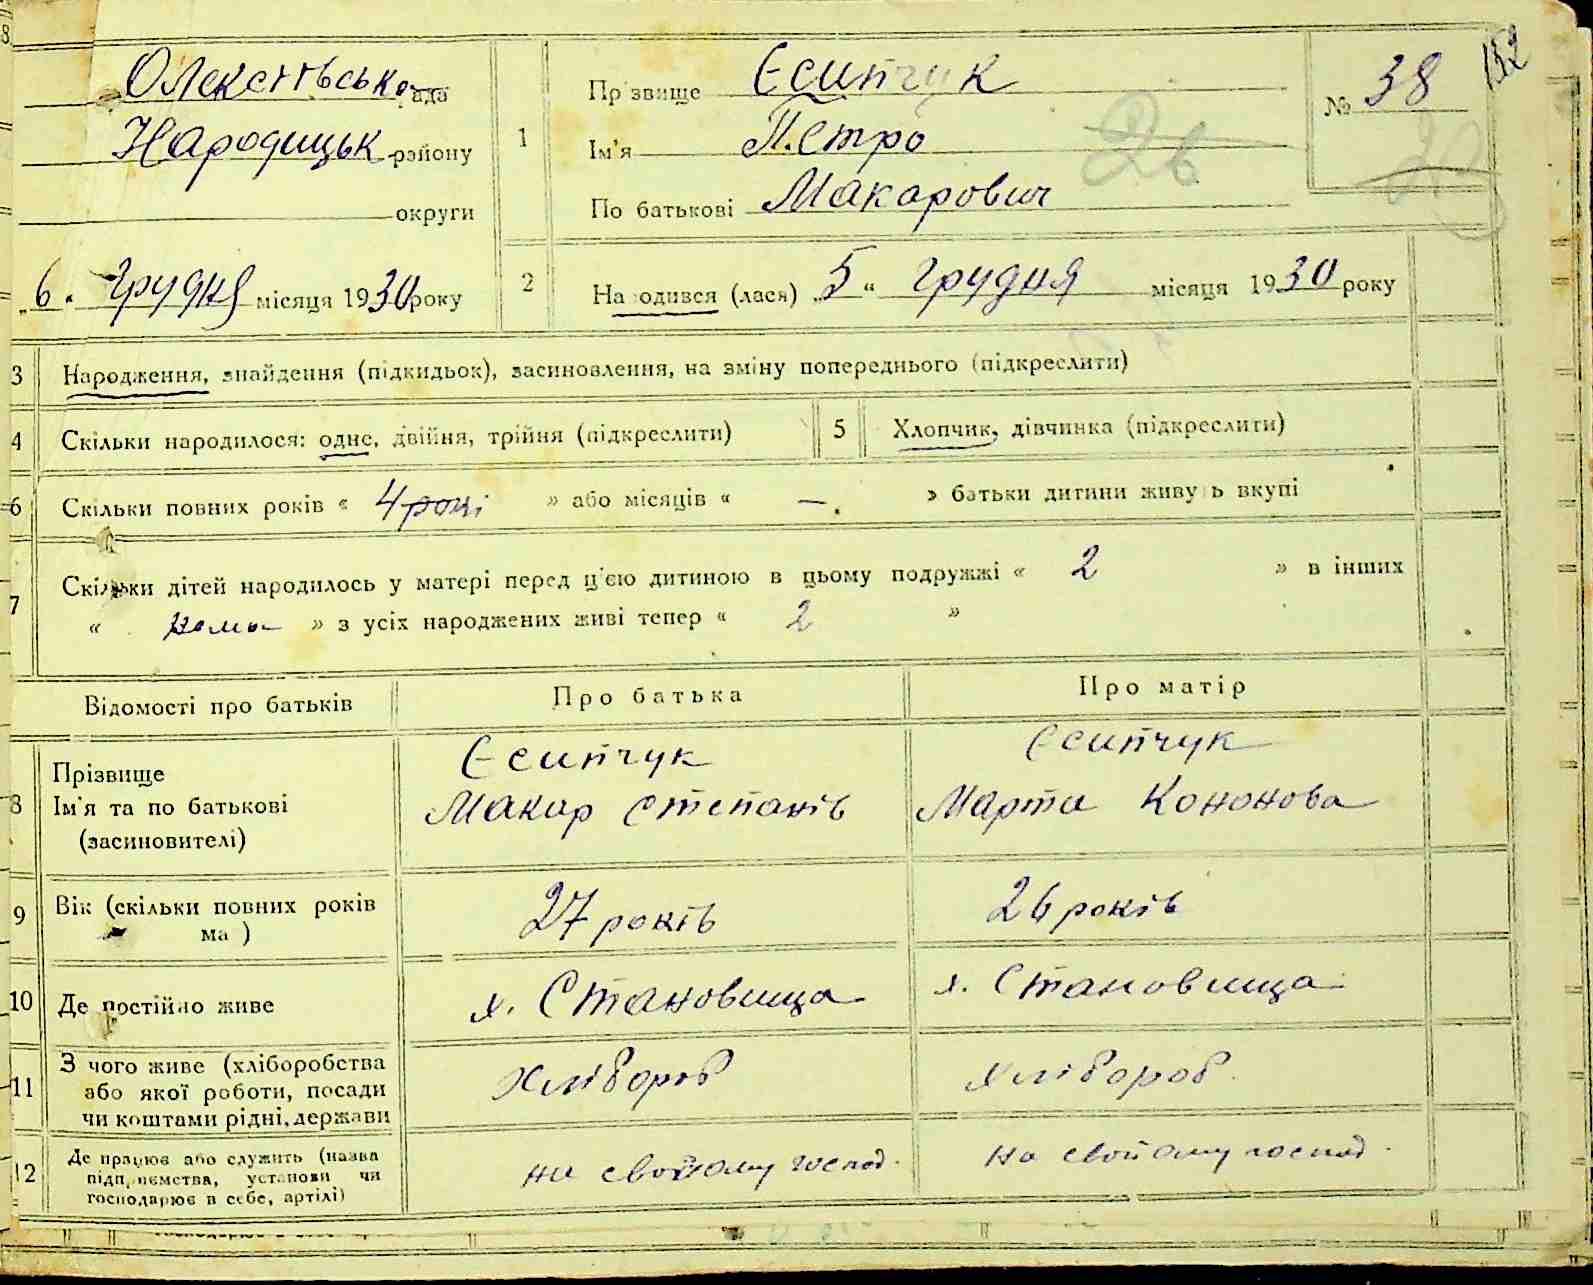 152
рада
Народицьк району
округи
„6“ грудня місяця 1930 року
1
Прізвище Єсипчук
Ім'я Петро
По батькові Макарович
№ 38
26
2
Народився (лася) „5“ грудня місяця 1930 року
3 Народження, знайдення (підкидьок), засиновлення, на зміну попереднього (підкреслити)
4 Скільки народилося: одне, двійня, трійня (підкреслити)
5 Хлопчик, дівчинка (підкреслити)
6 Скільки повних років « 4 роки » або місяців « — » батьки дитини живуть вкупі
7 Скільки дітей народилось у матері перед ц'єю дитиною в цьому подружжі « 2 » в інших
« нема » з усіх народжених живі тепер « 2 »
Відомості про батьків
Про батька
Про матір
8 Прізвище
Ім'я та по батькові
(засиновителі)
Єсипчук
Макар Степанів
Єсипчук
Марта Кононова
9 Вік (скільки повних років
ма )
27 років
26 років
10 Де постійно живе
х. Становища
х. Становища
11 З чого живе (хліборобства
або якої роботи, посади
чи коштами рідні, держави
Хлібороб
Хлібороб
12 Де працює або служить (назва
підприємства, установи чи
господарює в себе, артілі)
на свойому господ.
на свойому господ.